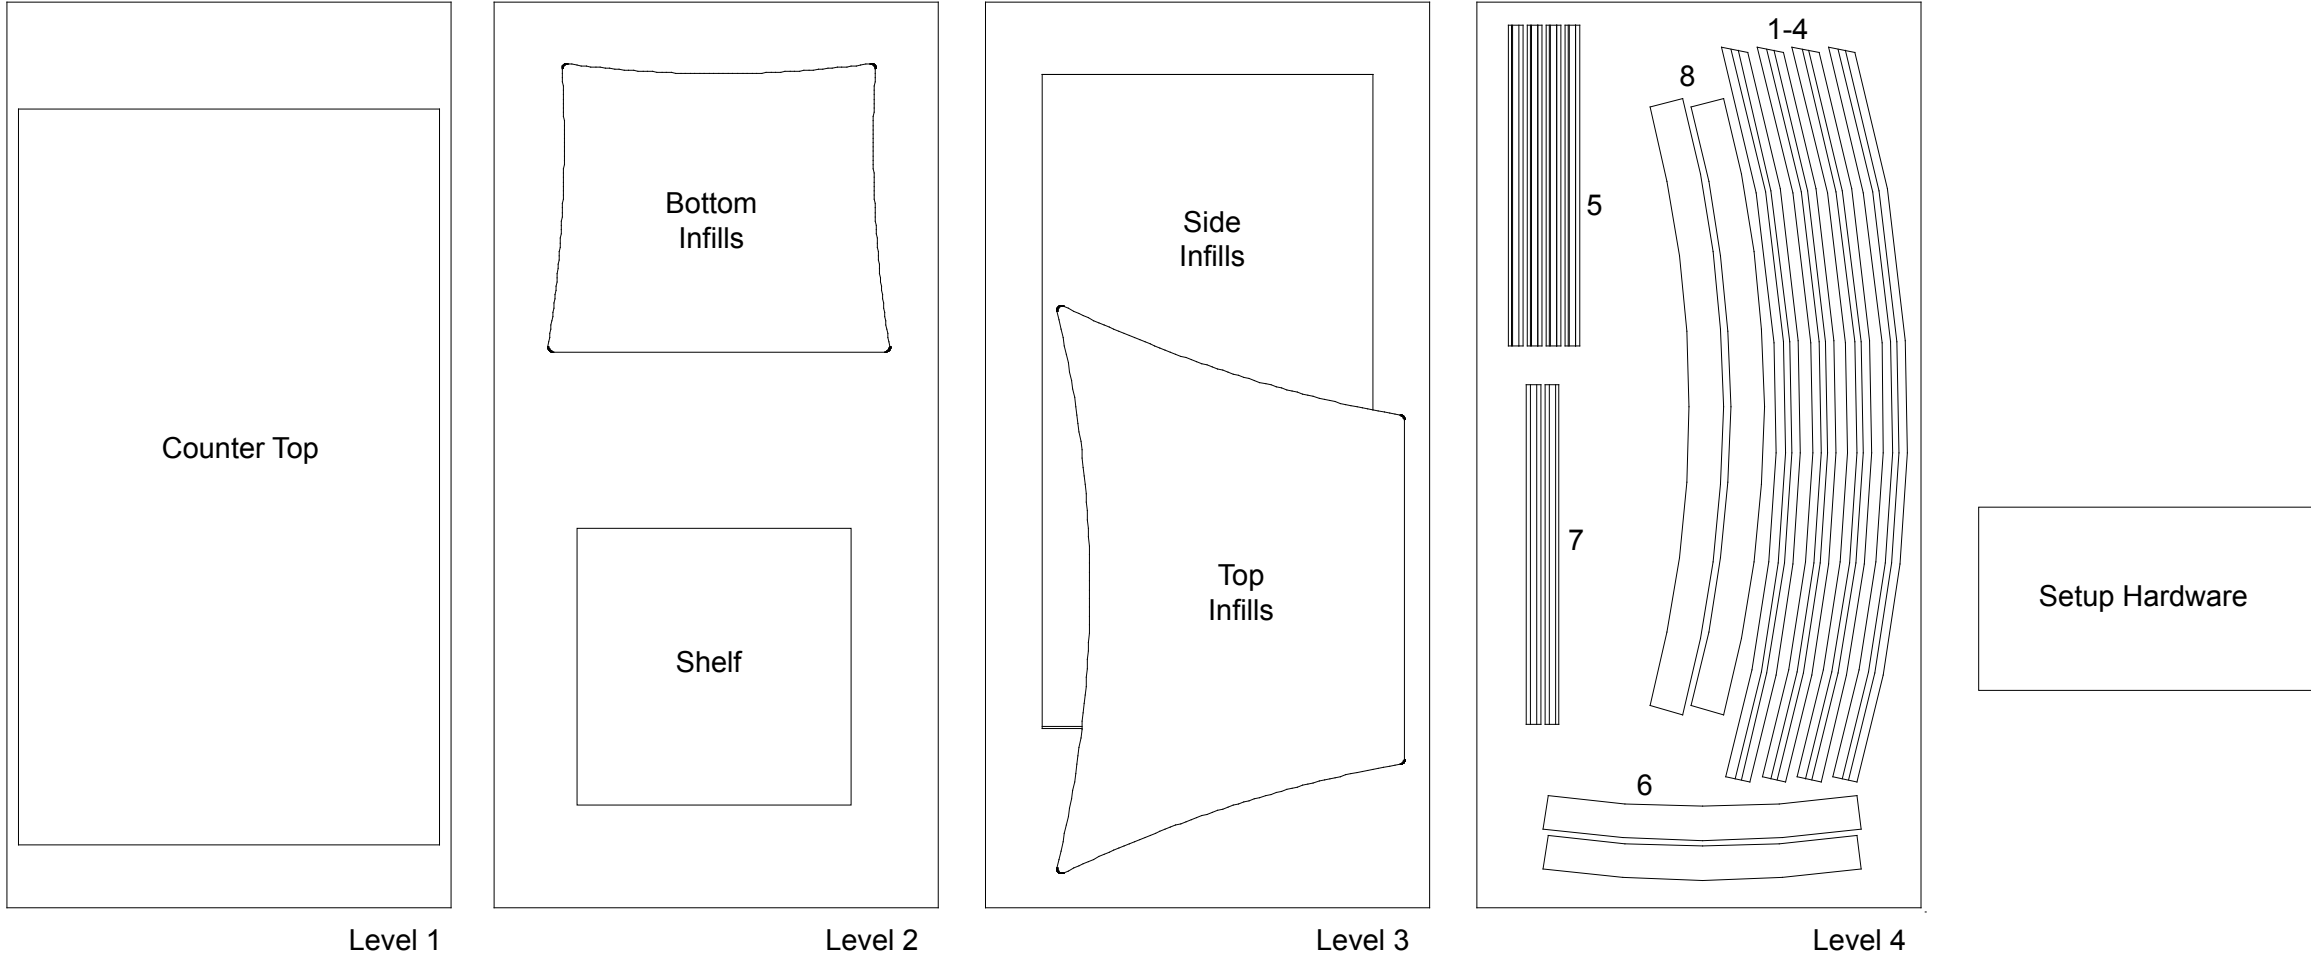 Counter Top
Level 1
Bottom
Infills
Shelf
Level 2
Side
Infills
Top
Infills
Level 3
1-4
8
5
7
6
Level 4
Setup Hardware